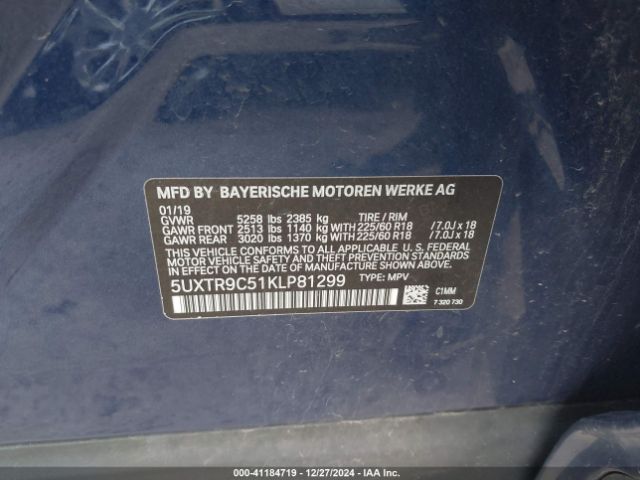 MFD BY BAYERISCHE MOTOREN WERKE AG
01/19
GVWR 5258 lbs 2385 kg TIRE / RIM
GAWR FRONT 2513 lbs 1140 kg WITH 225/60 R18 / 7.0J x 18
GAWR REAR 3020 lbs 1370 kg WITH 225/60 R18 / 7.0J x 18
THIS VEHICLE CONFORMS TO ALL APPLICABLE U. S. FEDERAL
MOTOR VEHICLE SAFETY, BUMPER, AND THEFT PREVENTION
STANDARDS IN EFFECT ON THE DATE OF MANUFACTURE SHOWN ABOVE.
5UXTR9C51KLP81299 TYPE: MPV
C1MM
7 320 730
000-41184719 • 12/27/2024 • IAA Inc.